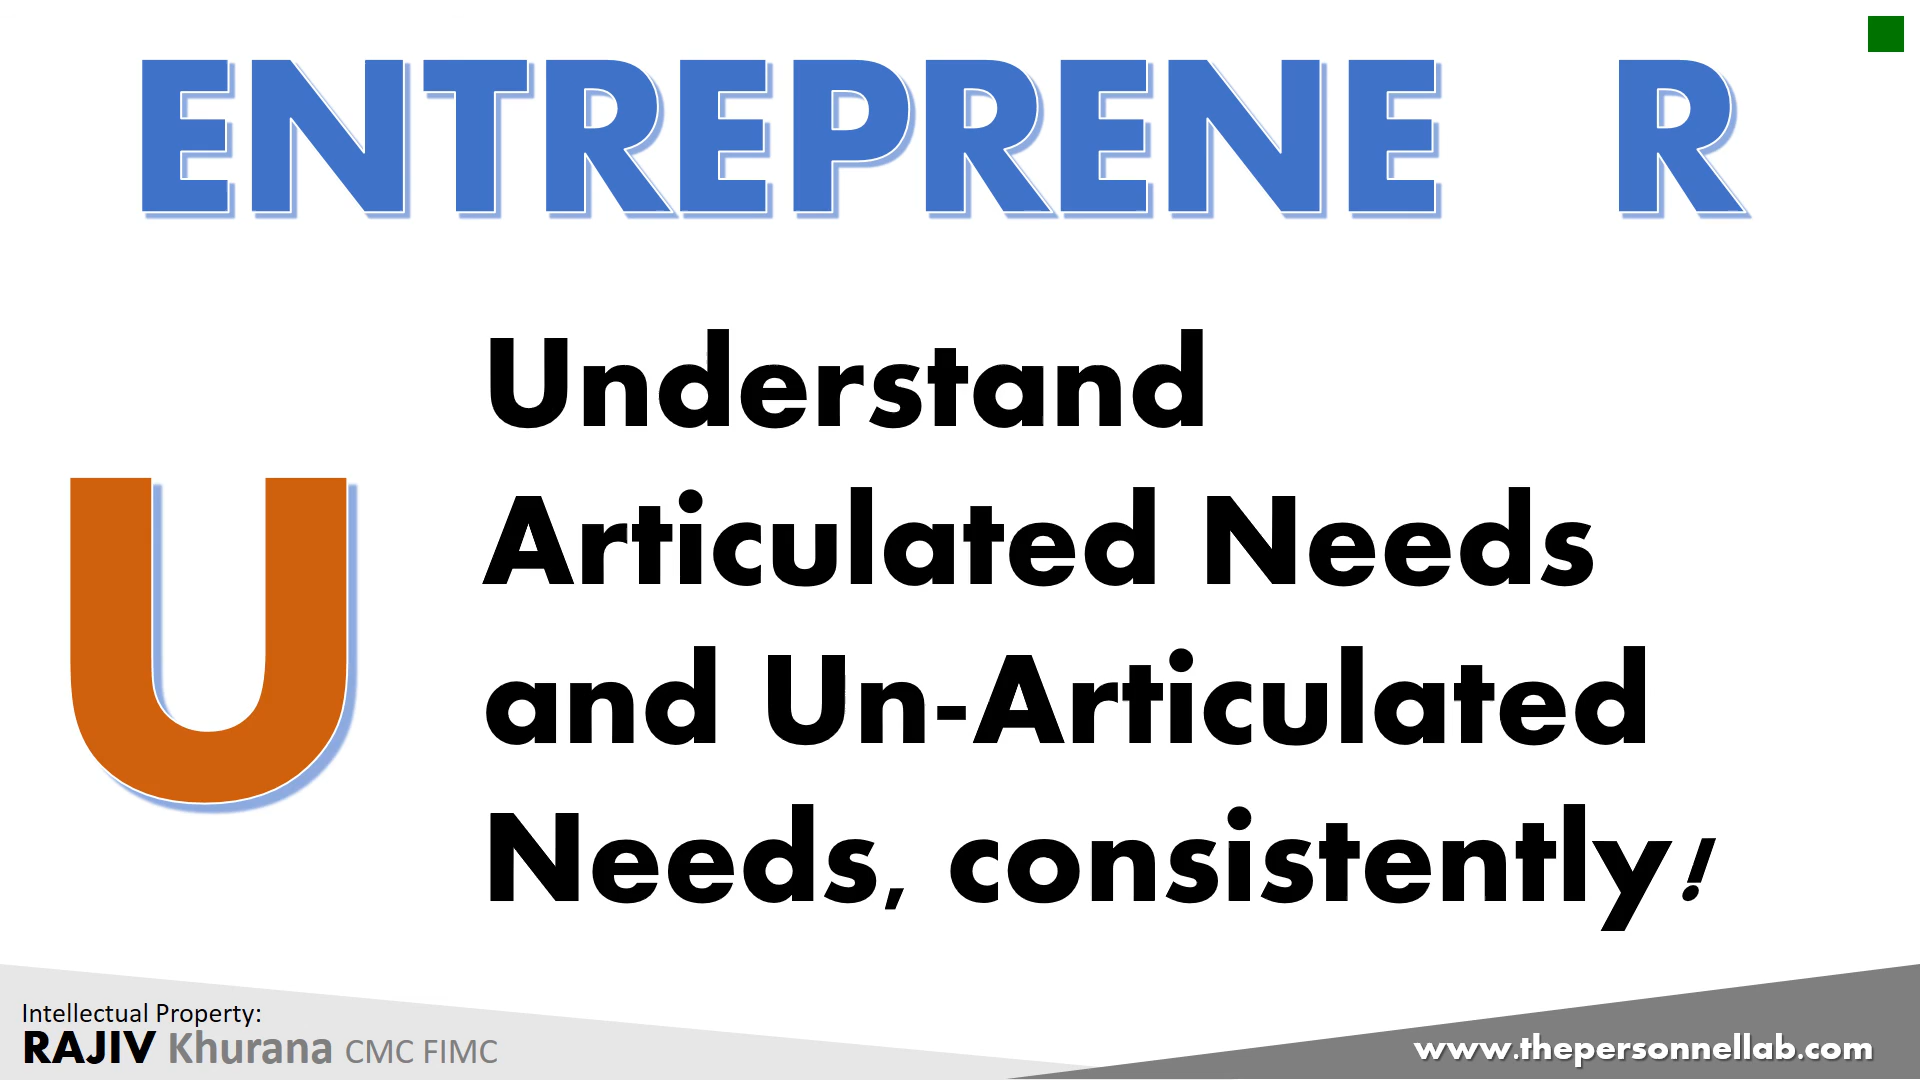 ENTREPRENE R
U
Understand
Articulated Needs
and Un-Articulated
Needs, consistently!
Intellectual Property:
RAJIV Khurana CMC FIMC
www.thepersonnellab.com